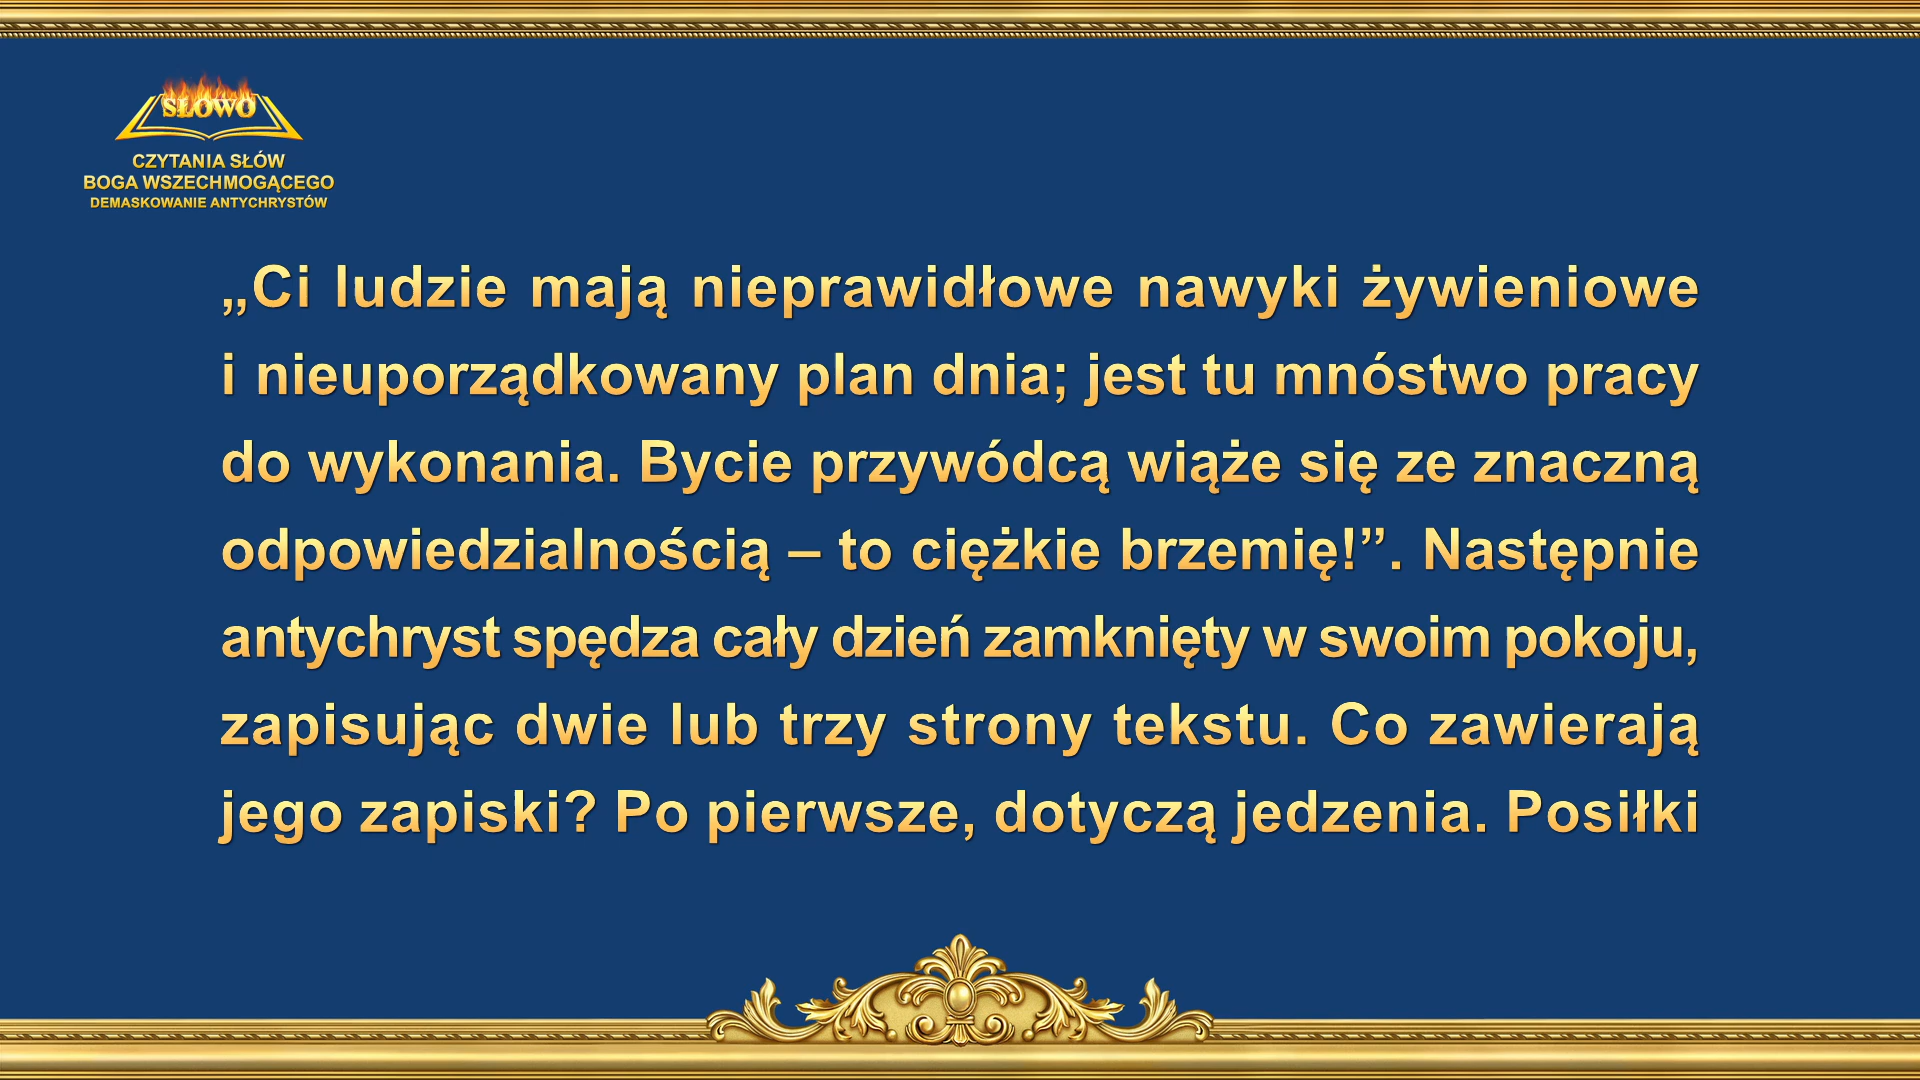 SŁOWO
CZYTANIA SŁÓW
BOGA WSZECHMOGĄCEGO
DEMASKOWANIE ANTYCHRYSTÓW
„Ci ludzie mają nieprawidłowe nawyki żywieniowe
i nieuporządkowany plan dnia; jest tu mnóstwo pracy
do wykonania. Bycie przywódcą wiąże się ze znaczną
odpowiedzialnością – to ciężkie brzemię!”. Następnie
antychryst spędza cały dzień zamknięty w swoim pokoju,
zapisując dwie lub trzy strony tekstu. Co zawierają
jego zapiski? Po pierwsze, dotyczą jedzenia. Posiłki